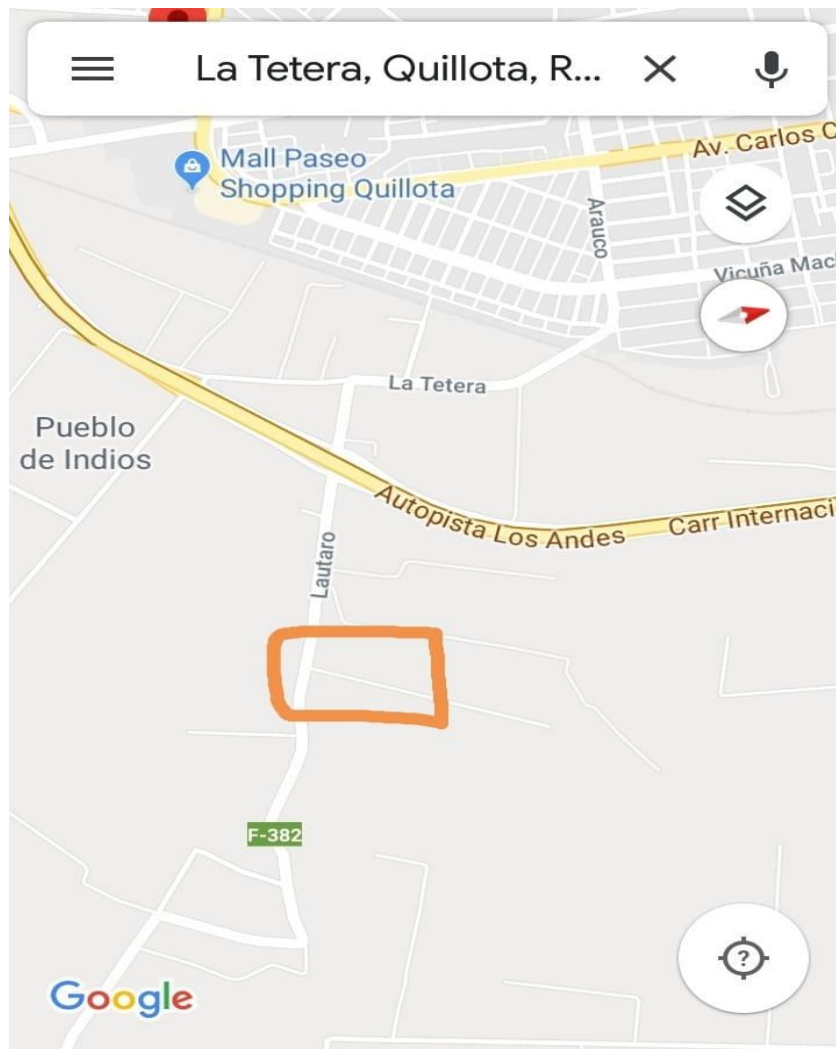 La Tetera, Quillota, R...
Av. Carlos C
Mall Paseo
Shopping Quillota
Arauco
Vicuña Mac
La Tetera
Pueblo
de Indios
Autopista Los Andes
Carr Internaci
Lautaro
F-382
?
Google